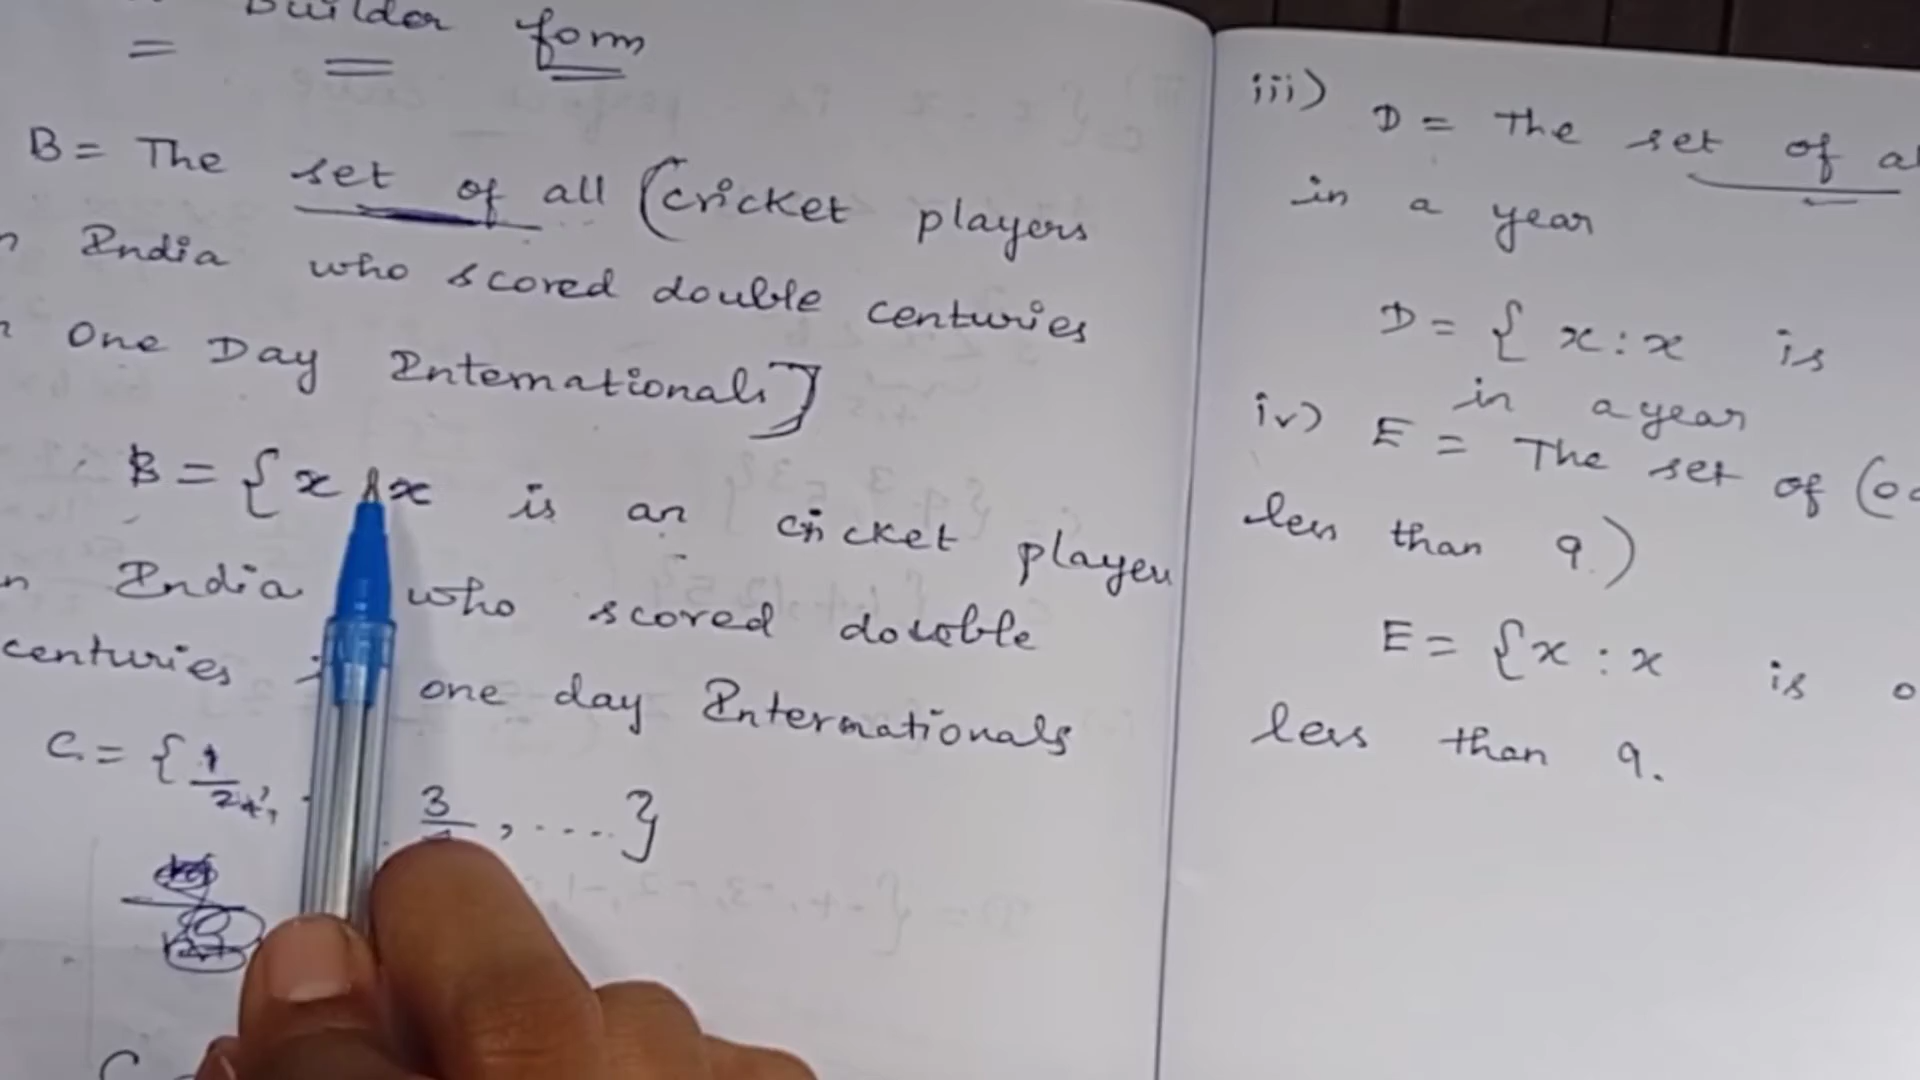 Builder form
B= The set of all (cricket players
India who scored double centuries
One Day Internationals]
B = {x x is an cricket player
India who scored double
centuries one day Internationals
C = {1/2, 3/ , ....}
iii) D = The set of
in a year
D = { x : x is
in a year
iv) E = The set of (
less than 9.)
E = {x : x is
less than 9.